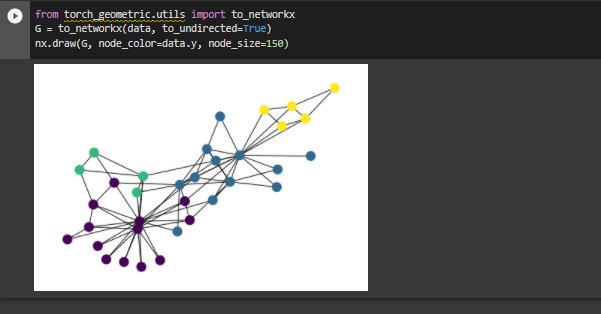 from torch_geometric.utils import to_networkx
G = to_networkx(data, to_undirected=True)
nx.draw(G, node_color=data.y, node_size=150)